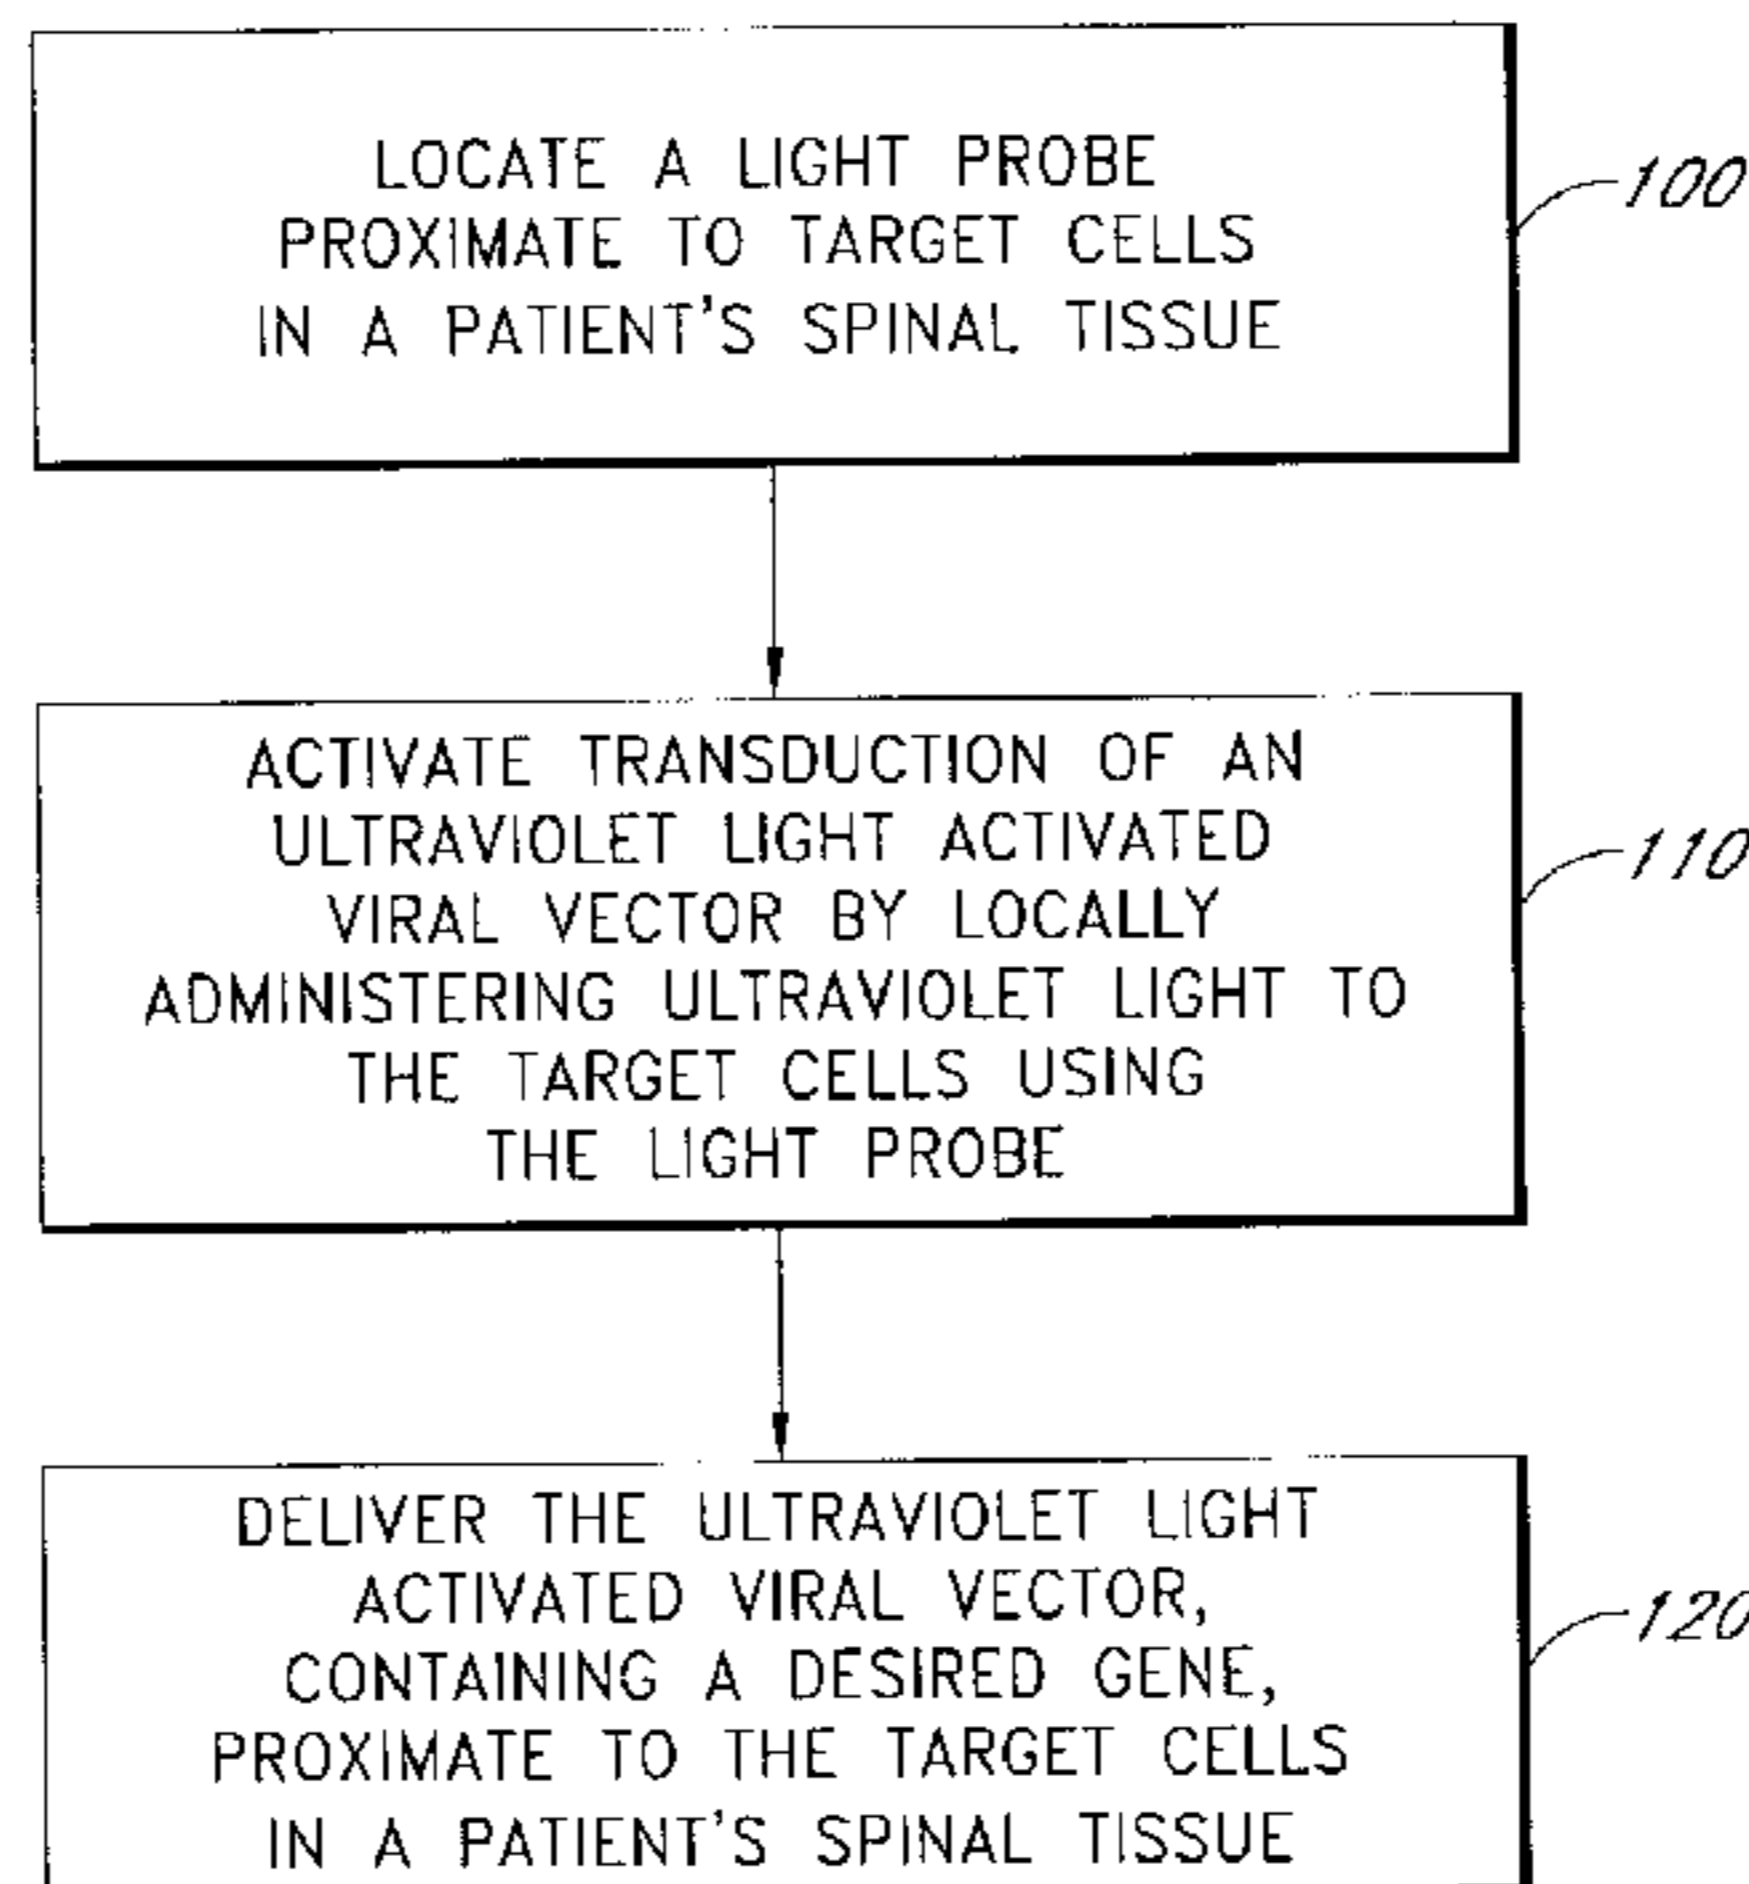 LOCATE A LIGHT PROBE
PROXIMATE TO TARGET CELLS
IN A PATIENT'S SPINAL TISSUE
100
ACTIVATE TRANSDUCTION OF AN
ULTRAVIOLET LIGHT ACTIVATED
VIRAL VECTOR BY LOCALLY
ADMINISTERING ULTRAVIOLET LIGHT TO
THE TARGET CELLS USING
THE LIGHT PROBE
110
DELIVER THE ULTRAVIOLET LIGHT
ACTIVATED VIRAL VECTOR,
CONTAINING A DESIRED GENE,
PROXIMATE TO THE TARGET CELLS
IN A PATIENT'S SPINAL TISSUE
120